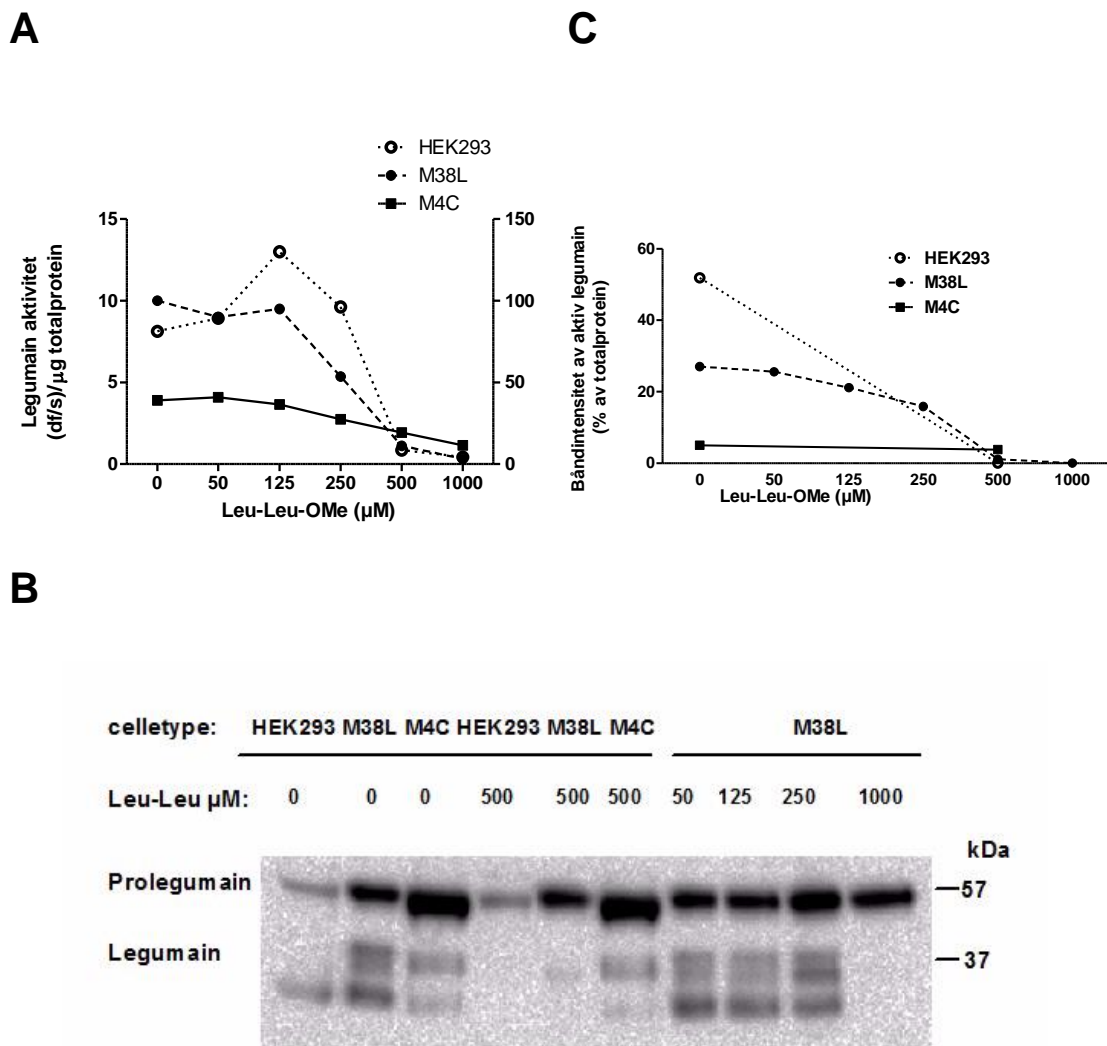 A
C
HEK293
M38L
M4C
Legumain aktivitet
(df/s)/µg totalprotein
15
10
5
0
150
100
50
0
0 50 125 250 500 1000
Leu-Leu-OMe (µM)
HEK293
M38L
M4C
Båndintensitet av aktiv legumain
(% av totalprotein)
60
40
20
0
0 50 125 250 500 1000
Leu-Leu-OMe (µM)
B
celletype: HEK293 M38L M4C HEK293 M38L M4C M38L
Leu-Leu µM: 0 0 0 500 500 500 50 125 250 1000
kDa
Prolegumain 57
Legumain 37